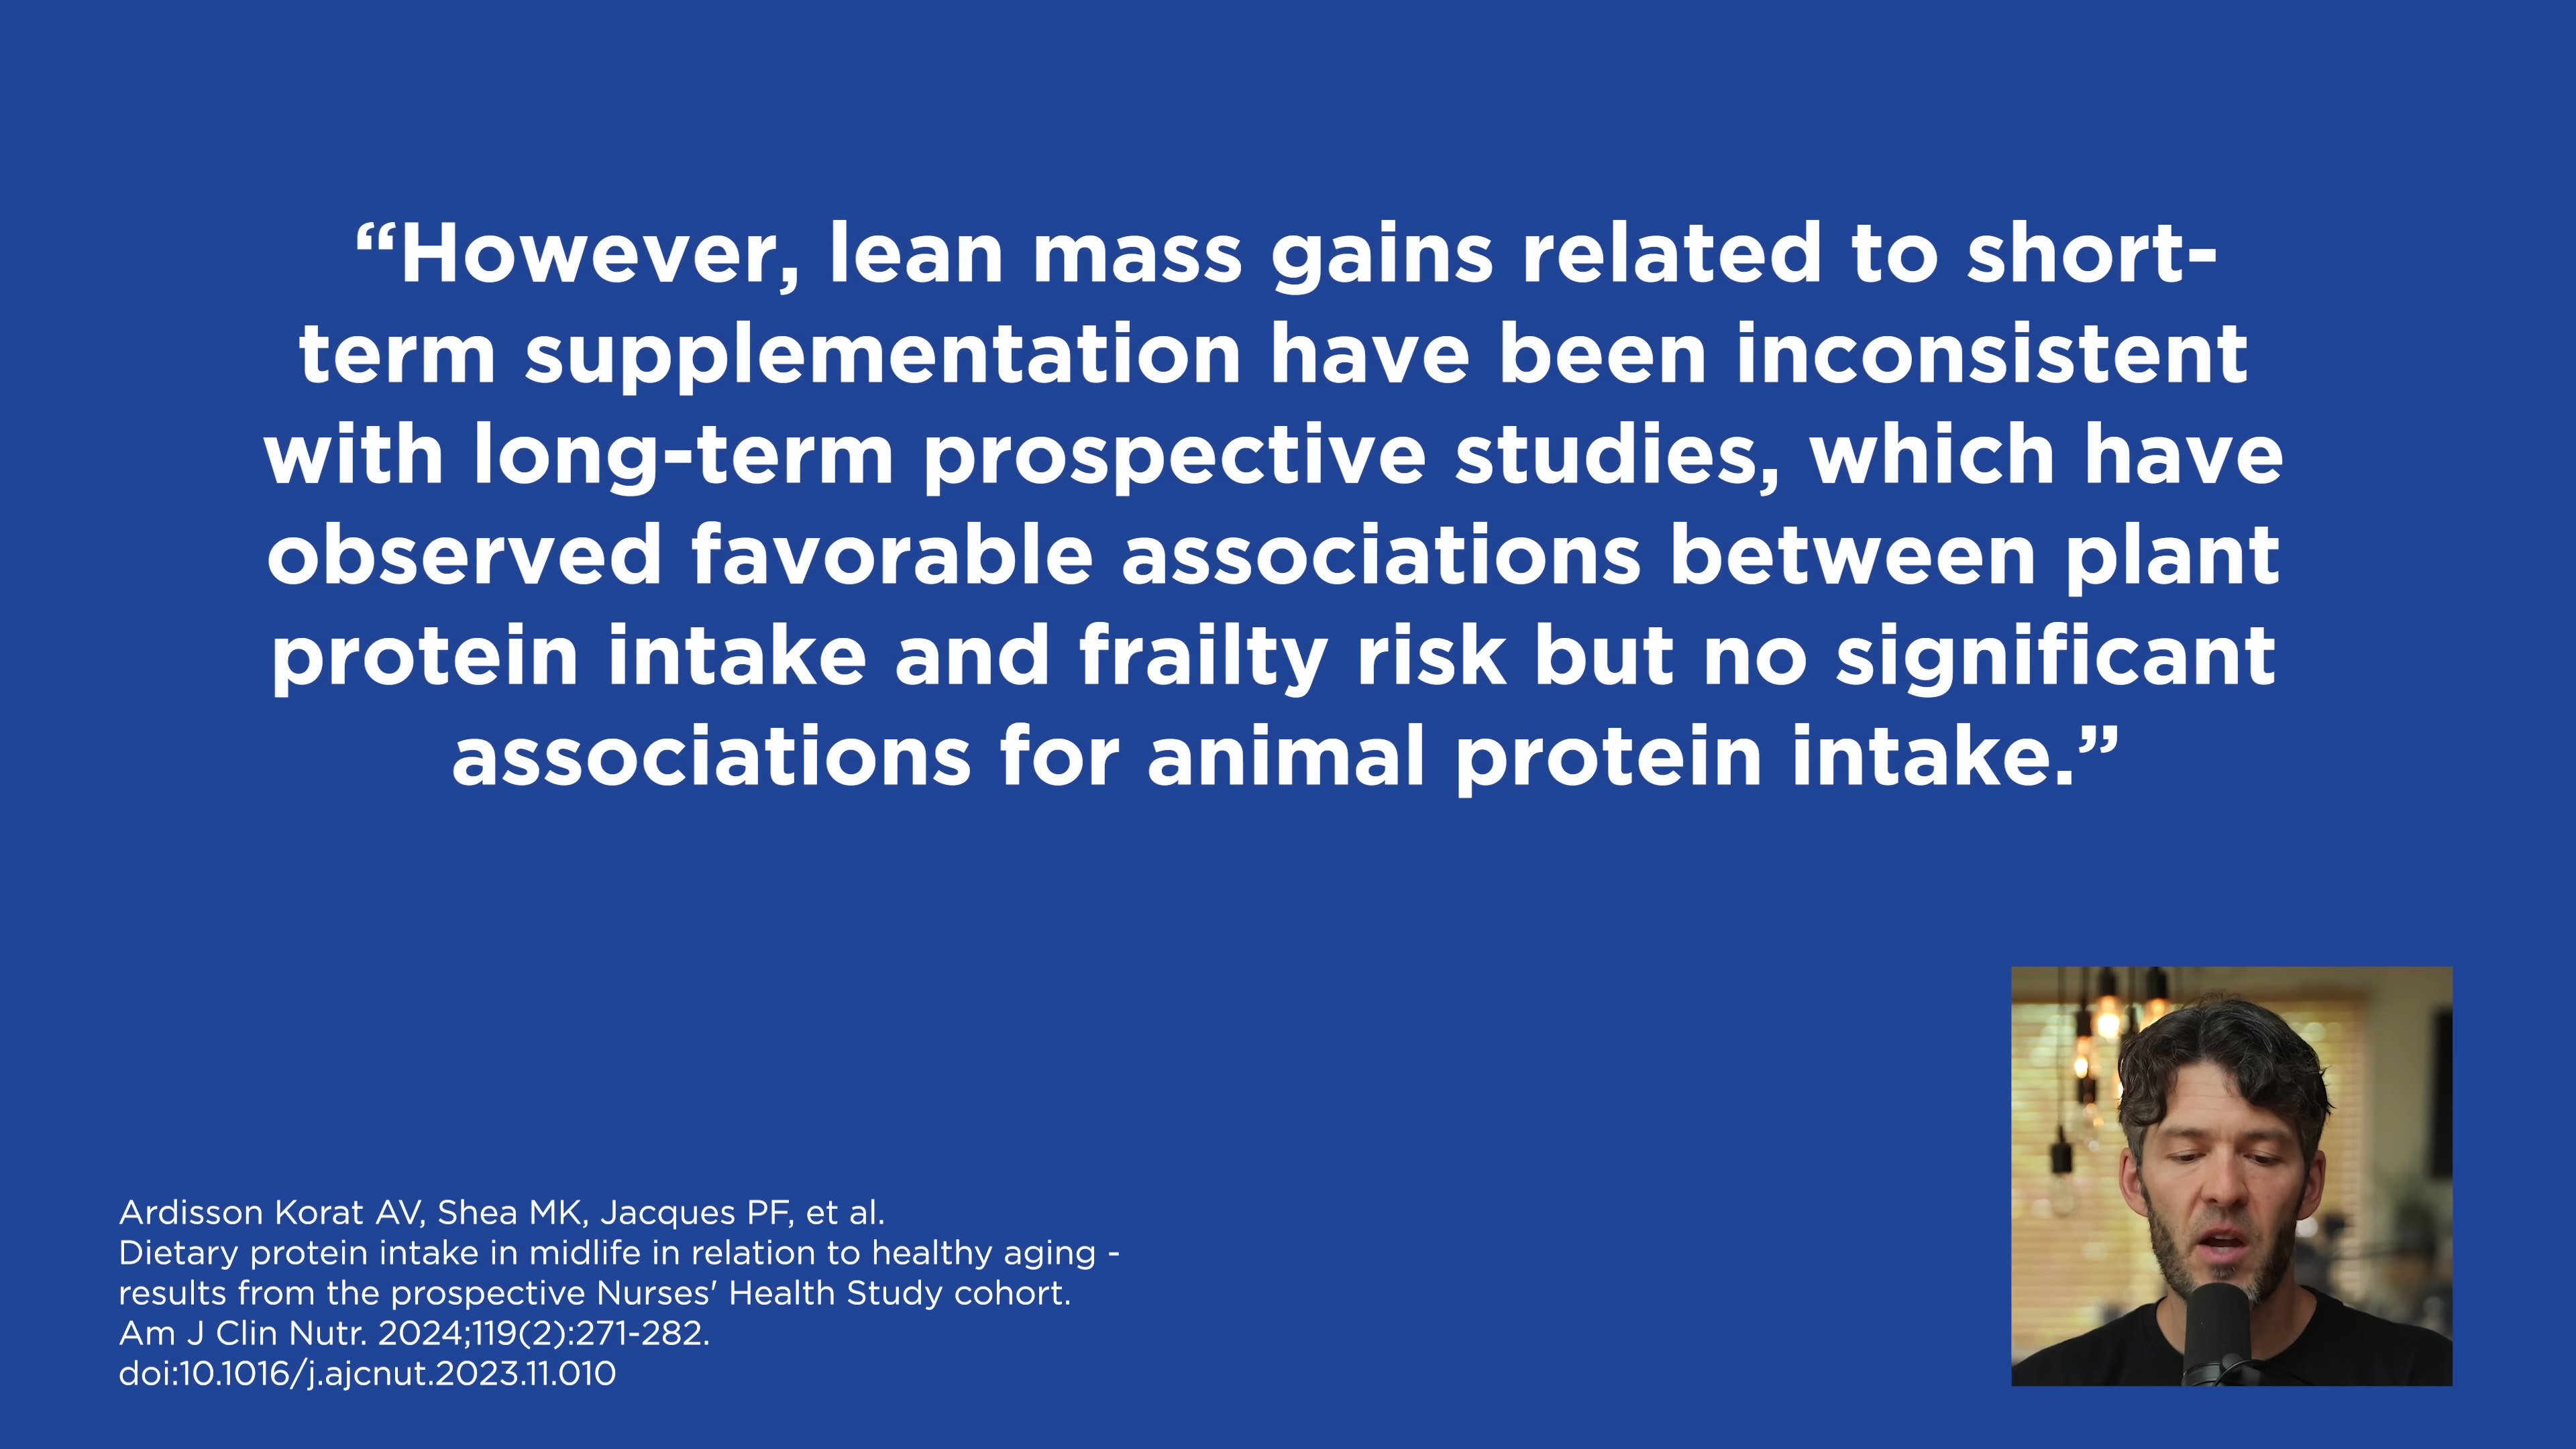 “However, lean mass gains related to short-
term supplementation have been inconsistent
with long-term prospective studies, which have
observed favorable associations between plant
protein intake and frailty risk but no significant
associations for animal protein intake.”
Ardisson Korat AV, Shea MK, Jacques PF, et al.
Dietary protein intake in midlife in relation to healthy aging -
results from the prospective Nurses' Health Study cohort.
Am J Clin Nutr. 2024;119(2):271-282.
doi:10.1016/j.ajcnut.2023.11.010